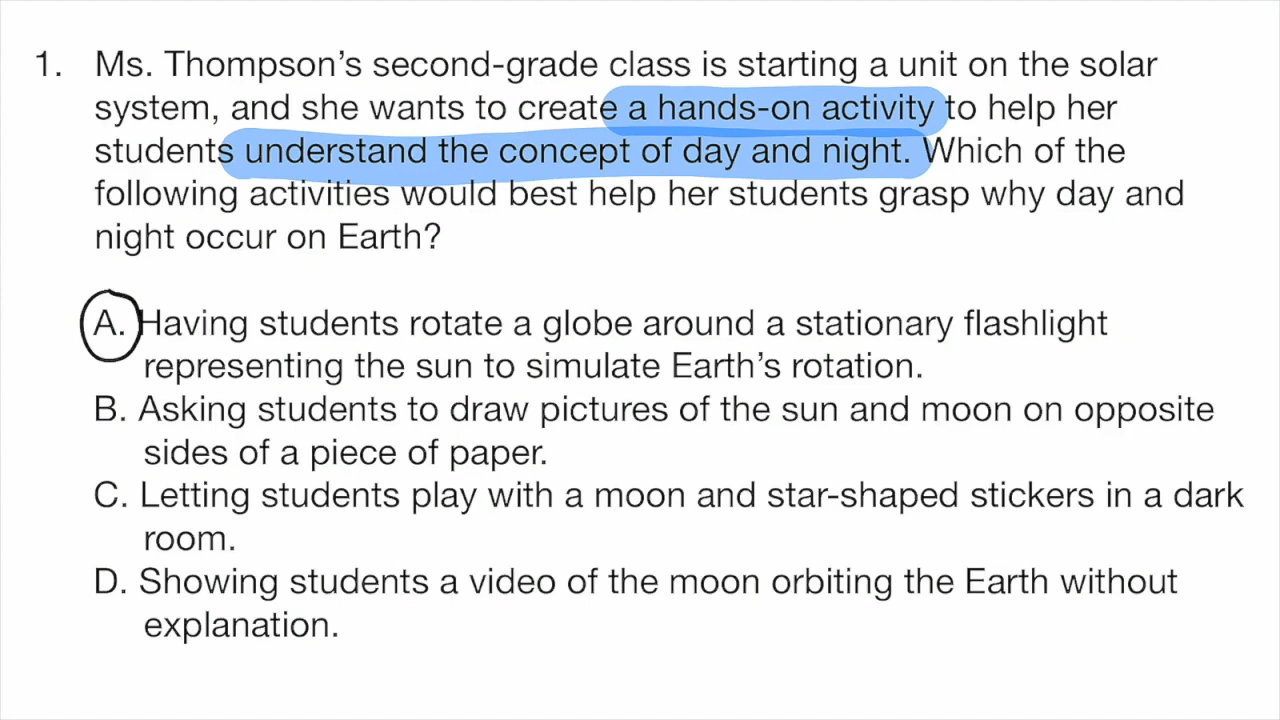 1. Ms. Thompson’s second-grade class is starting a unit on the solar
system, and she wants to create a hands-on activity to help her
students understand the concept of day and night. Which of the
following activities would best help her students grasp why day and
night occur on Earth?
A. Having students rotate a globe around a stationary flashlight
representing the sun to simulate Earth’s rotation.
B. Asking students to draw pictures of the sun and moon on opposite
sides of a piece of paper.
C. Letting students play with a moon and star-shaped stickers in a dark
room.
D. Showing students a video of the moon orbiting the Earth without
explanation.